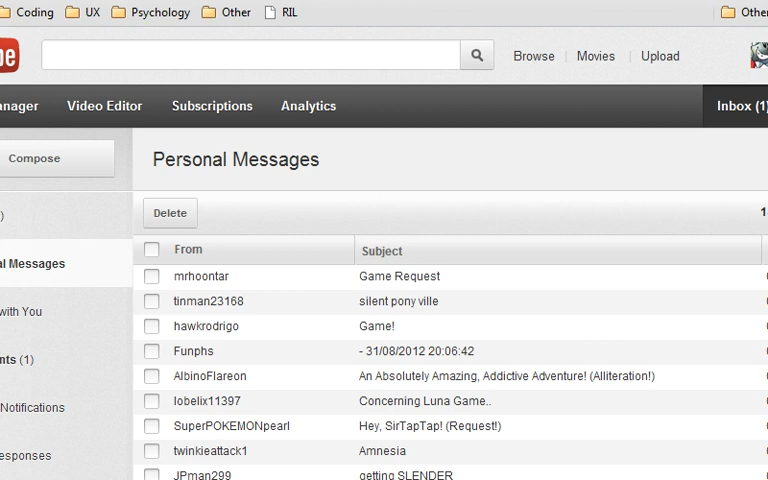 Coding UX Psychology Other RIL Other
be Browse Movies Upload
anager Video Editor Subscriptions Analytics Inbox (1)
Compose Personal Messages
)
Delete 1
From Subject
al Messages
mrhoontar Game Request
tinman23168 silent pony ville
with You
hawkrodrigo Game!
Funphs - 31/08/2012 20:06:42
nts (1)
AlbinoFlareon An Absolutely Amazing, Addictive Adventure! (Alliteration!)
lobelix11397 Concerning Luna Game..
Notifications
SuperPOKEMONpearl Hey, SirTapTap! (Request!)
twinkieattack1 Amnesia
esponses
JPman299 getting SLENDER